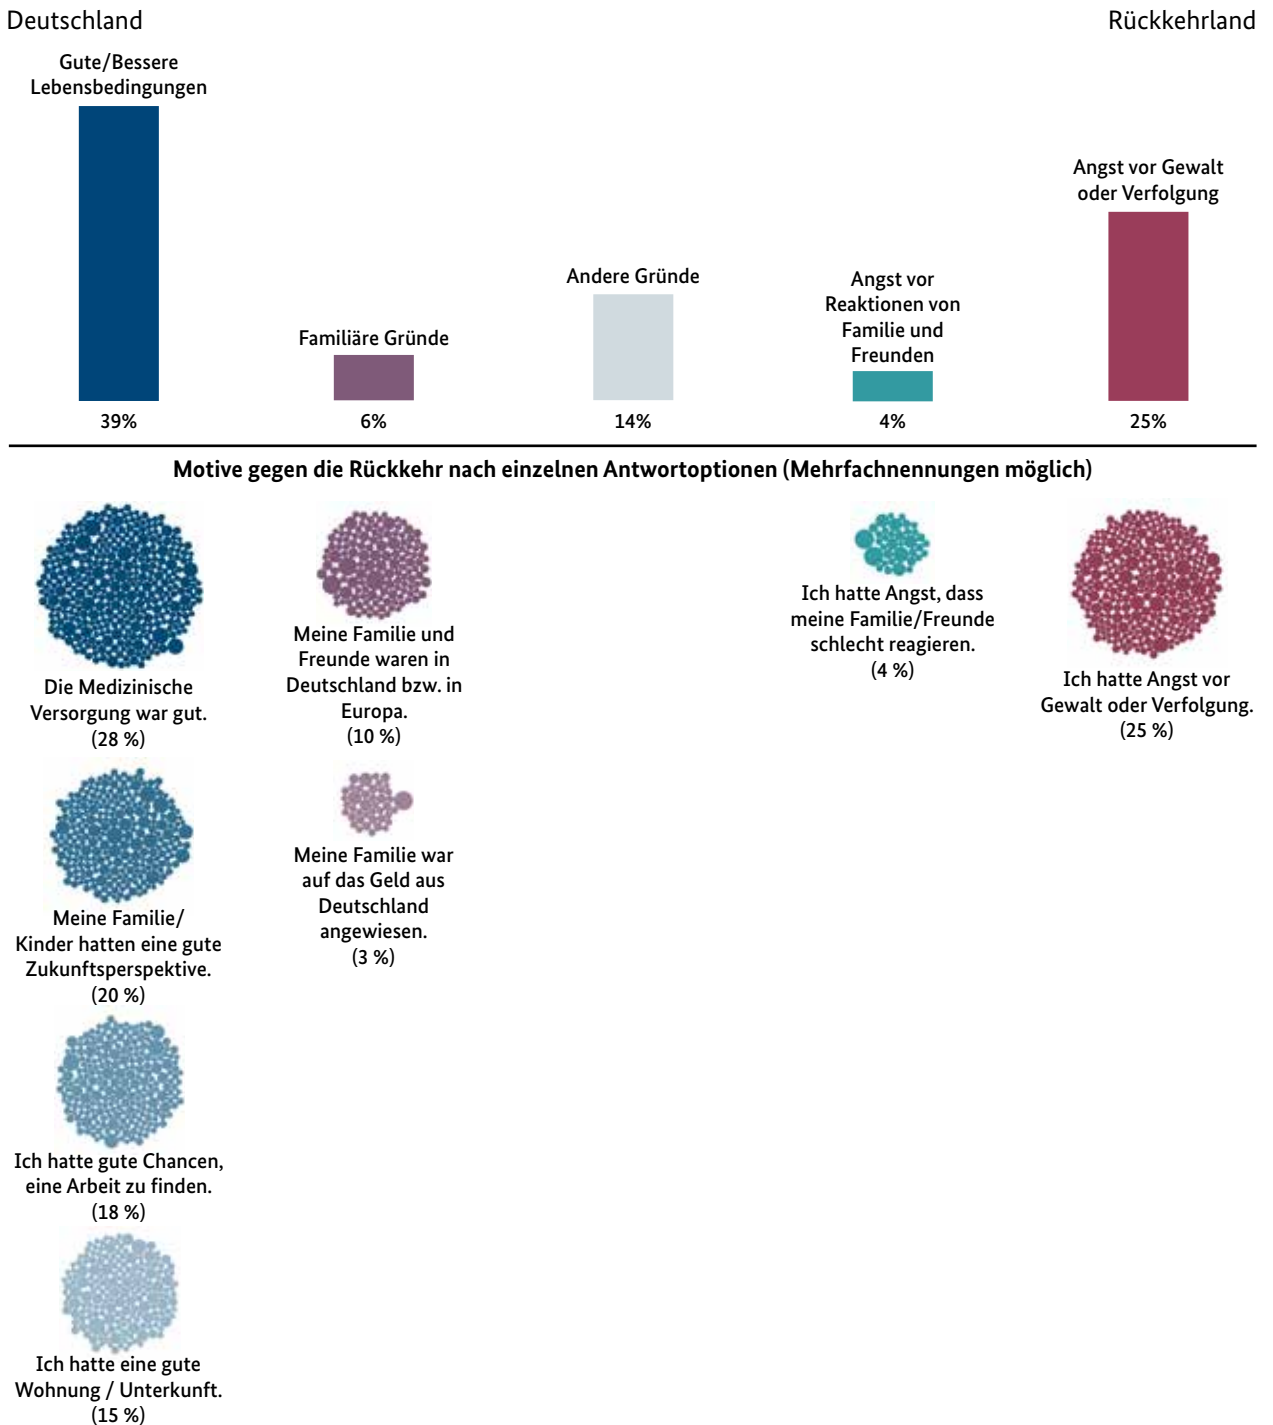 Deutschland
Rückkehrland
Gute/Bessere
Lebensbedingungen
Familiäre Gründe
Andere Gründe
Angst vor
Reaktionen von
Familie und
Freunden
Angst vor Gewalt
oder Verfolgung
39%
6%
14%
4%
25%
Motive gegen die Rückkehr nach einzelnen Antwortoptionen (Mehrfachnennungen möglich)
Die Medizinische
Versorgung war gut.
(28 %)
Meine Familie/
Kinder hatten eine gute
Zukunftsperspektive.
(20 %)
Ich hatte gute Chancen,
eine Arbeit zu finden.
(18 %)
Ich hatte eine gute
Wohnung / Unterkunft.
(15 %)
Meine Familie und
Freunde waren in
Deutschland bzw. in
Europa.
(10 %)
Meine Familie war
auf das Geld aus
Deutschland
angewiesen.
(3 %)
Ich hatte Angst, dass
meine Familie/Freunde
schlecht reagieren.
(4 %)
Ich hatte Angst vor
Gewalt oder Verfolgung.
(25 %)